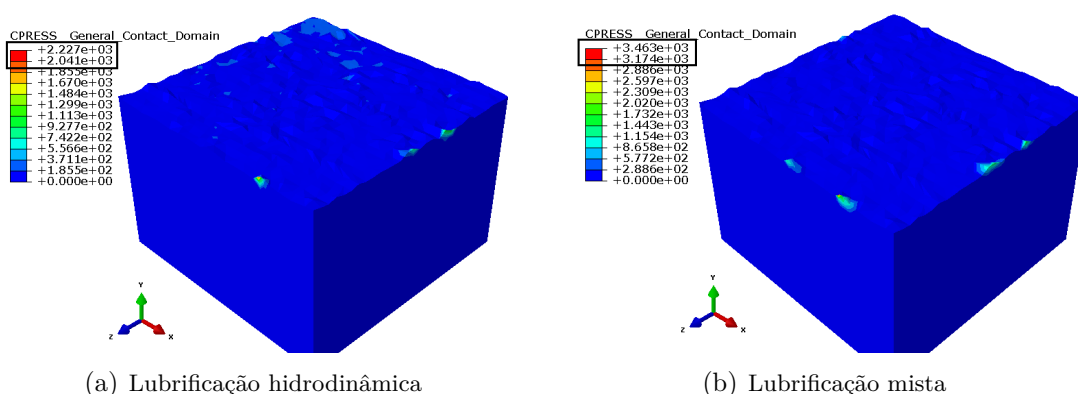 CPRESS General_Contact_Domain
+2.227e+03
+2.041e+03
+1.855e+03
+1.670e+03
+1.484e+03
+1.299e+03
+1.113e+03
+9.277e+02
+7.422e+02
+5.566e+02
+3.711e+02
+1.855e+02
+0.000e+00
Y
Z
X
(a) Lubrificação hidrodinâmica
CPRESS General_Contact_Domain
+3.463e+03
+3.174e+03
+2.886e+03
+2.597e+03
+2.309e+03
+2.020e+03
+1.732e+03
+1.443e+03
+1.154e+03
+8.658e+02
+5.772e+02
+2.886e+02
+0.000e+00
Y
Z
X
(b) Lubrificação mista